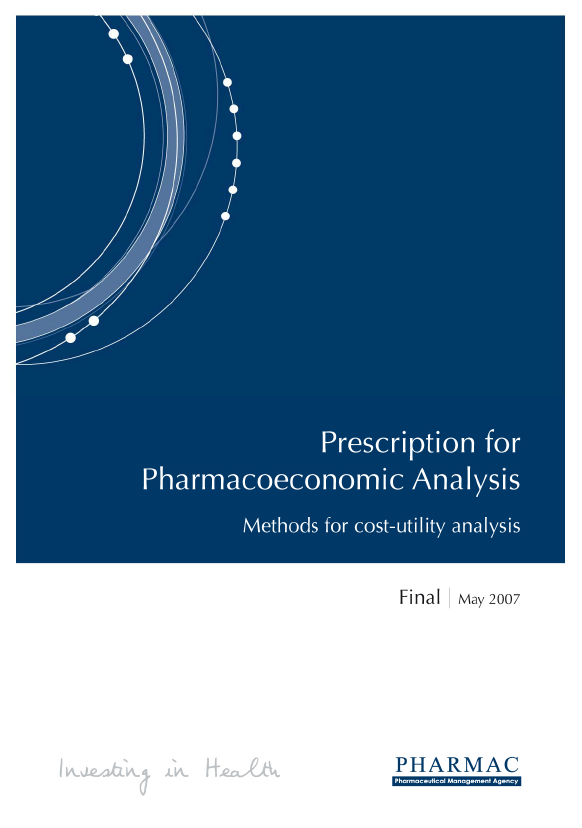 Prescription for
Pharmacoeconomic Analysis
Methods for cost-utility analysis
Final | May 2007
Investing in Health
PHARMAC
Pharmaceutical Management Agency